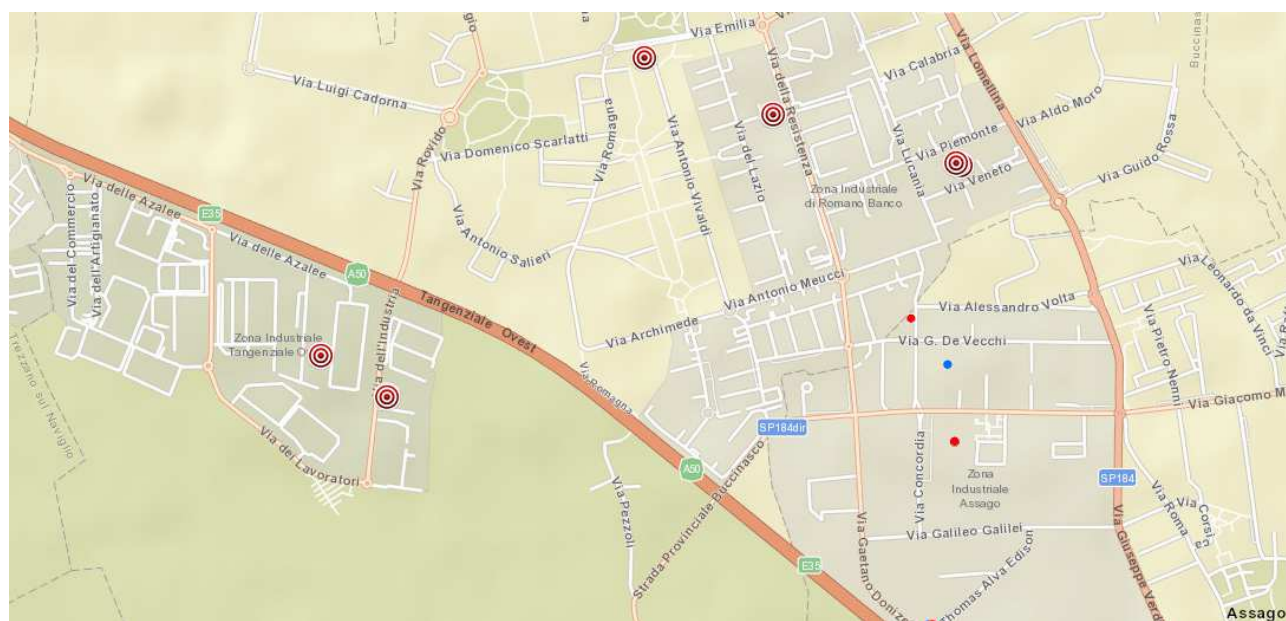 Via Emilia
Via Luigi Cadorna
Via Rovido
Via Domenico Scarlatti
Via Romagna
Via Antonio Vivaldi
Via del Lazio
Via della Resistenza
Via Calabria
Via Lomellina
Via Lucania
Via Piemonte
Via Aldo Moro
Via Veneto
Via Guido Rossa
Zona Industriale
di Romano Banco
Via delle Azalee
E35
Via del Commercio
Via dell'Artigianato
Via delle Azalee
Via Antonio Salieri
A50
Tangenziale Ovest
Via Antonio Meucci
Via Archimede
Via Alessandro Volta
Via Leonardo da Vinci
Via G. De Vecchi
Via Pietro Nenni
Zona Industriale
Tangenziale O
via dell'Industria
Via Romagna
Trezzano sul Naviglio
Via dei Lavoratori
SP184dir
Via Giacomo M
A50
Via Pezzoli
Strada Provinciale Buccinasco
Via Concordia
Zona
Industriale
Assago
SP184
Via Galileo Galilei
Via Roma
Via Corsica
E35
Via Gaetano Donize
Thomas Alva Edison
Via Giuseppe Verd
Assago